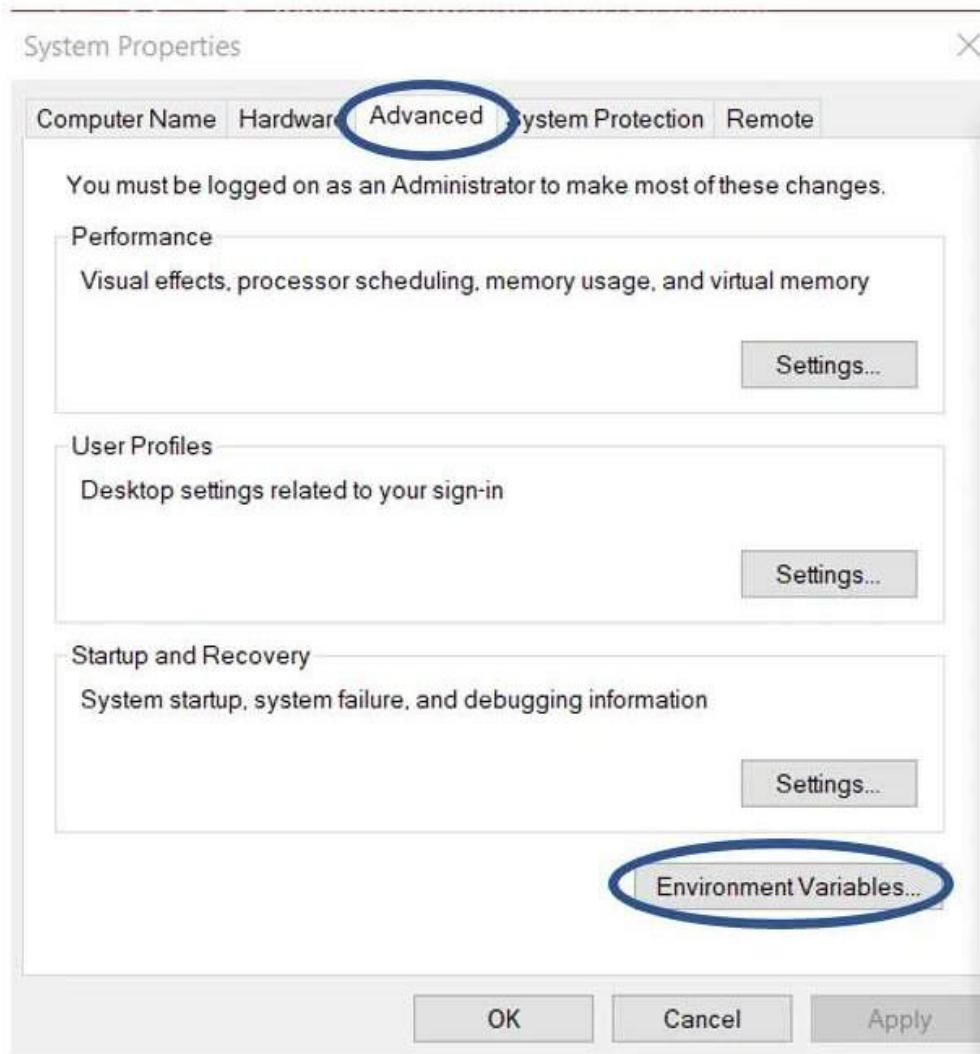 System Properties
Computer Name Hardware Advanced System Protection Remote
You must be logged on as an Administrator to make most of these changes.
Performance
Visual effects, processor scheduling, memory usage, and virtual memory
Settings...
User Profiles
Desktop settings related to your sign-in
Settings...
Startup and Recovery
System startup, system failure, and debugging information
Settings...
Environment Variables...
OK Cancel Apply